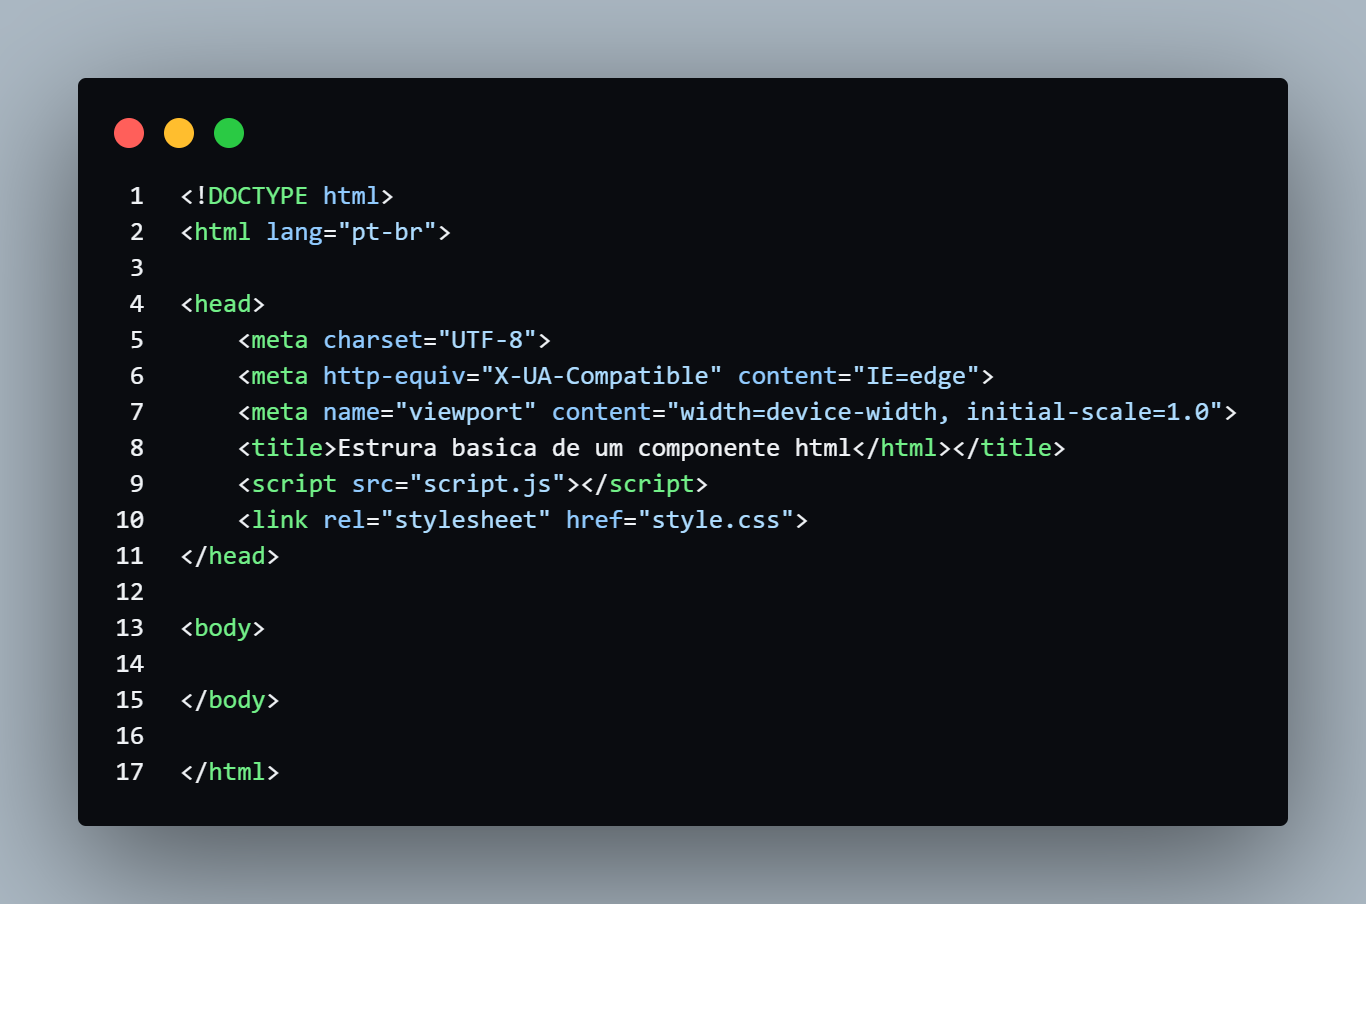 1 <!DOCTYPE html>
2 <html lang="pt-br">
3
4 <head>
5     <meta charset="UTF-8">
6     <meta http-equiv="X-UA-Compatible" content="IE=edge">
7     <meta name="viewport" content="width=device-width, initial-scale=1.0">
8     <title>Estrura basica de um componente html</html></title>
9     <script src="script.js"></script>
10     <link rel="stylesheet" href="style.css">
11 </head>
12
13 <body>
14
15 </body>
16
17 </html>